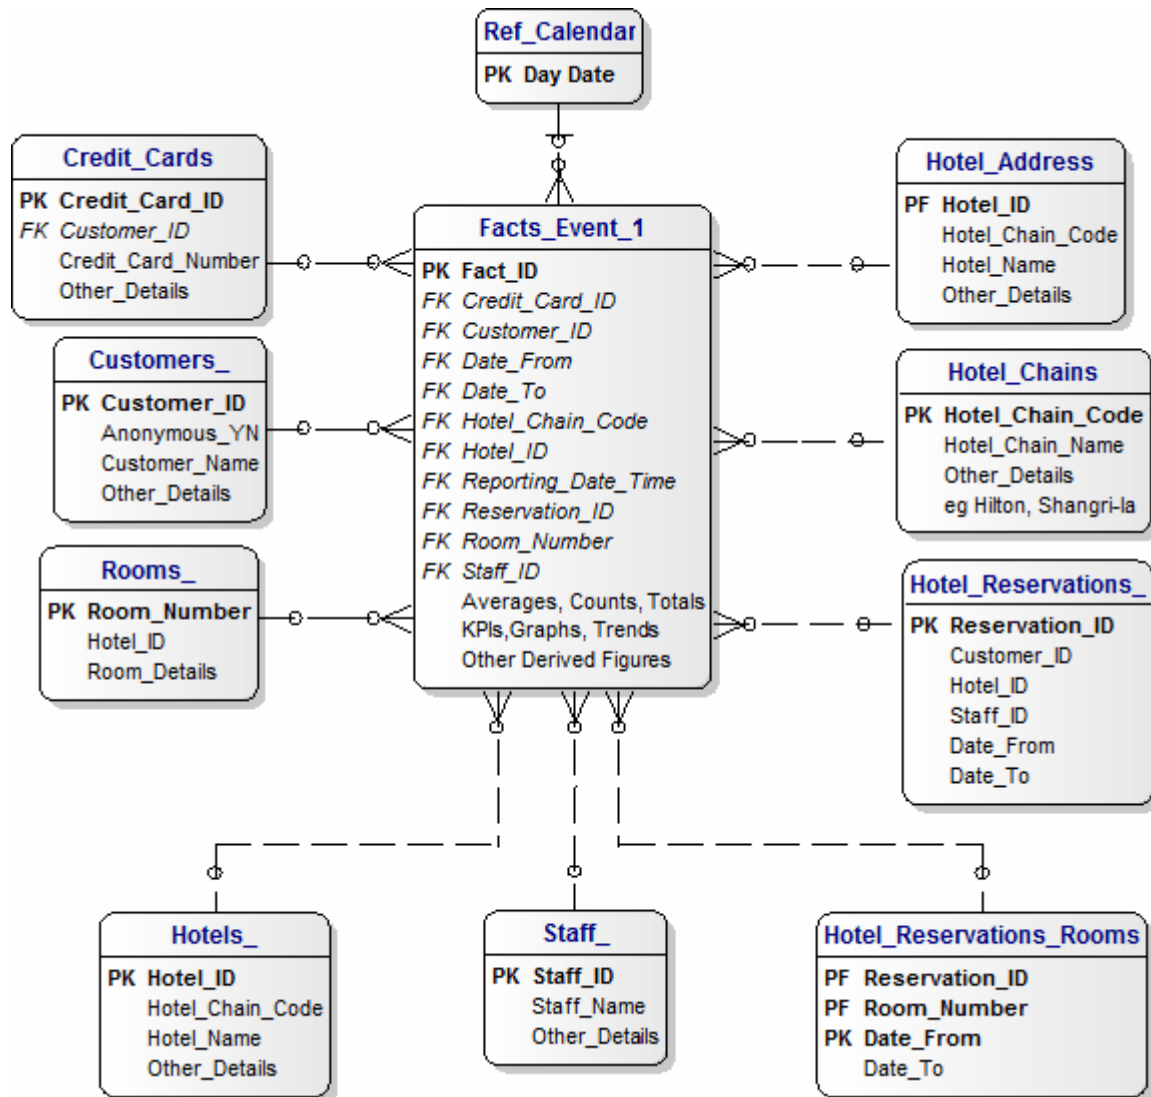 Ref_Calendar
PK Day Date
Credit_Cards
PK Credit_Card_ID
FK Customer_ID
Credit_Card_Number
Other_Details
Customers_
PK Customer_ID
Anonymous_YN
Customer_Name
Other_Details
Rooms_
PK Room_Number
Hotel_ID
Room_Details
Facts_Event_1
PK Fact_ID
FK Credit_Card_ID
FK Customer_ID
FK Date_From
FK Date_To
FK Hotel_Chain_Code
FK Hotel_ID
FK Reporting_Date_Time
FK Reservation_ID
FK Room_Number
FK Staff_ID
Averages, Counts, Totals
KPIs,Graphs, Trends
Other Derived Figures
Hotel_Address
PF Hotel_ID
Hotel_Chain_Code
Hotel_Name
Other_Details
Hotel_Chains
PK Hotel_Chain_Code
Hotel_Chain_Name
Other_Details
eg Hilton, Shangri-la
Hotel_Reservations_
PK Reservation_ID
Customer_ID
Hotel_ID
Staff_ID
Date_From
Date_To
Hotels_
PK Hotel_ID
Hotel_Chain_Code
Hotel_Name
Other_Details
Staff_
PK Staff_ID
Staff_Name
Other_Details
Hotel_Reservations_Rooms
PF Reservation_ID
PF Room_Number
PK Date_From
Date_To